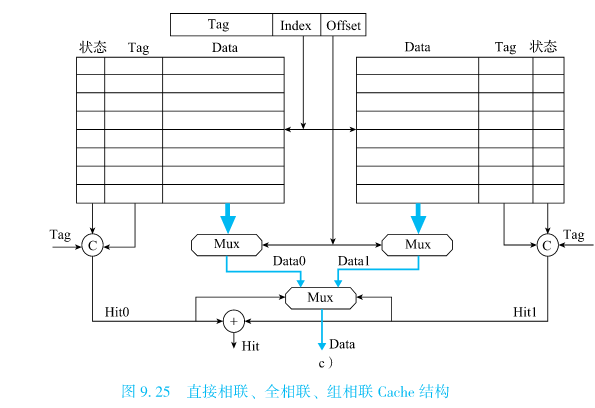 Tag Index Offset
状态 Tag Data Data Tag 状态
Tag C Mux Mux C Tag
Data0 Data1
Mux
Hit0 Hit1
+
Hit Data
c）
图 9.25 直接相联、全相联、组相联 Cache 结构